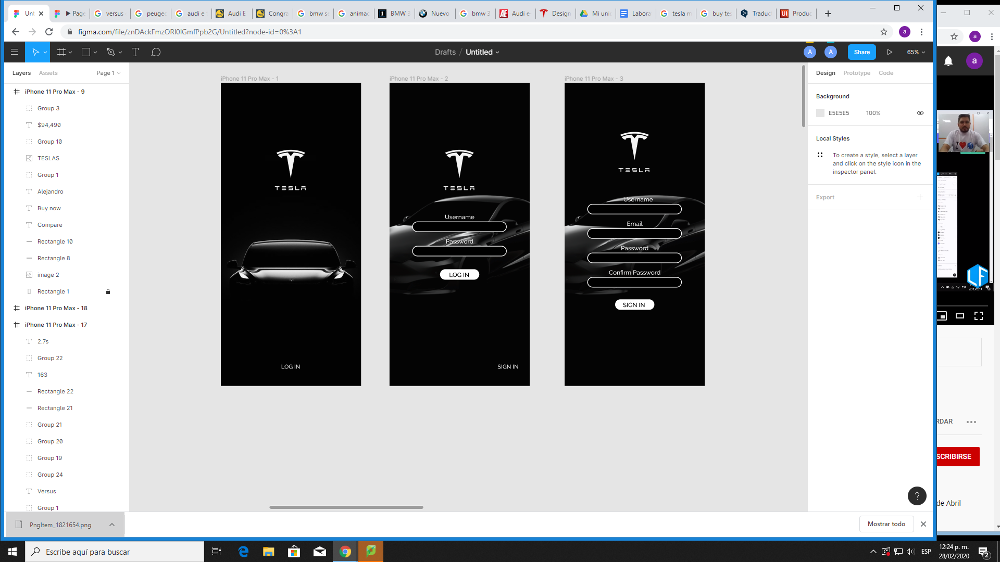 Unt
Page
versus
peugeo
audi e t
Audi E
Congra
bmw se
animac
BMW 3
Nuevo
bmw 3
Audi e
Design
Mi unic
Labora
tesla m
buy tes
Traduc
Produc
figma.com/file/znDAckFmzORl0lGmfPpb2G/Untitled?node-id=0%3A1
a
a
Drafts / Untitled
A
A
Share
65%
a
Layers
Assets
Page 1
iPhone 11 Pro Max - 9
Group 3
$94,490
Group 10
TESLAS
Group 1
Alejandro
Buy now
Compare
Rectangle 10
Rectangle 8
image 2
Rectangle 1
iPhone 11 Pro Max - 18
iPhone 11 Pro Max - 17
2.7s
Group 22
163
Rectangle 22
Rectangle 21
Group 21
Group 20
Group 19
Group 24
Versus
Group 1
iPhone 11 Pro Max - 1
TESLA
LOG IN
iPhone 11 Pro Max - 2
TESLA
Username
Password
LOG IN
SIGN IN
iPhone 11 Pro Max - 3
TESLA
Username
Email
Password
Confirm Password
SIGN IN
Design
Prototype
Code
Background
E5E5E5
100%
Local Styles
To create a style, select a layer
and click on the style icon in the
inspector panel.
Export
?
I
LF
RDAR
SCRIBIRSE
de Abril
PngItem_1821654.png
Mostrar todo
Escribe aquí para buscar
ESP
12:24 p. m.
28/02/2020
2